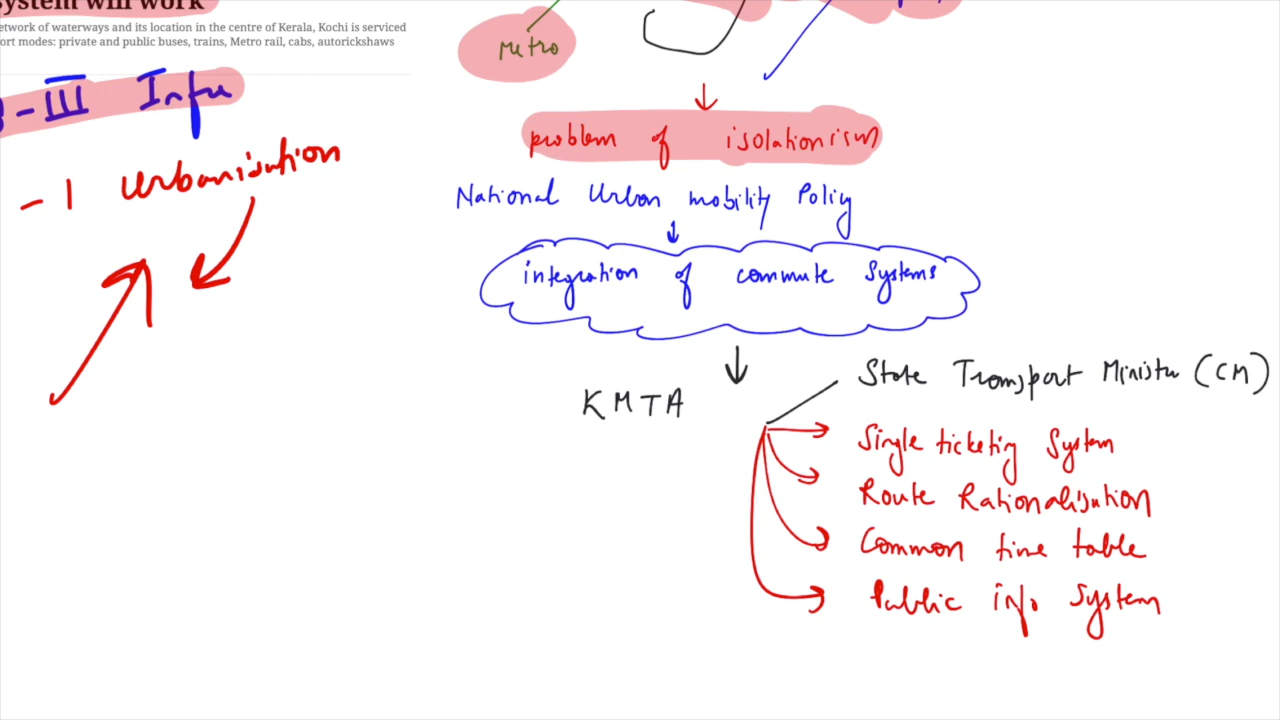 ystem will work
etwork of waterways and its location in the centre of Kerala, Kochi is serviced
ort modes: private and public buses, trains, Metro rail, cabs, autorickshaws
-III Infra
-1 Urbanisation
Metro
problem of isolationism
National Urban mobility Policy
integration of commute Systems
KMTA
State Transport Minister (CM)
Single ticketing System
Route Rationalisation
Common time table
Public info System